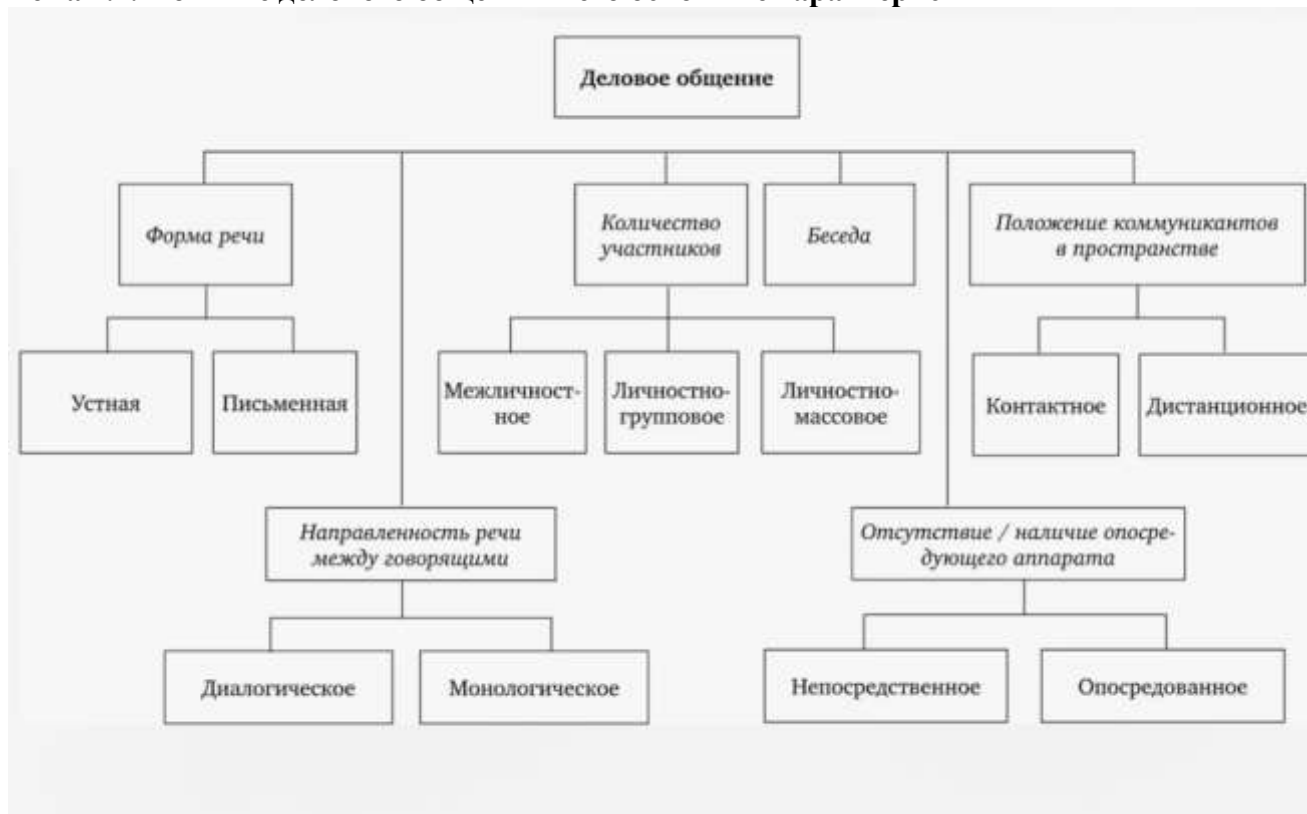 Деловое общение
Форма речи
Количество
участников
Беседа
Положение коммуникантов
в пространстве
Устная
Письменная
Межличност-
ное
Личностно-
групповое
Личностно-
массовое
Контактное
Дистанционное
Направленность речи
между говорящими
Отсутствие / наличие опосре-
дующего аппарата
Диалогическое
Монологическое
Непосредственное
Опосредованное